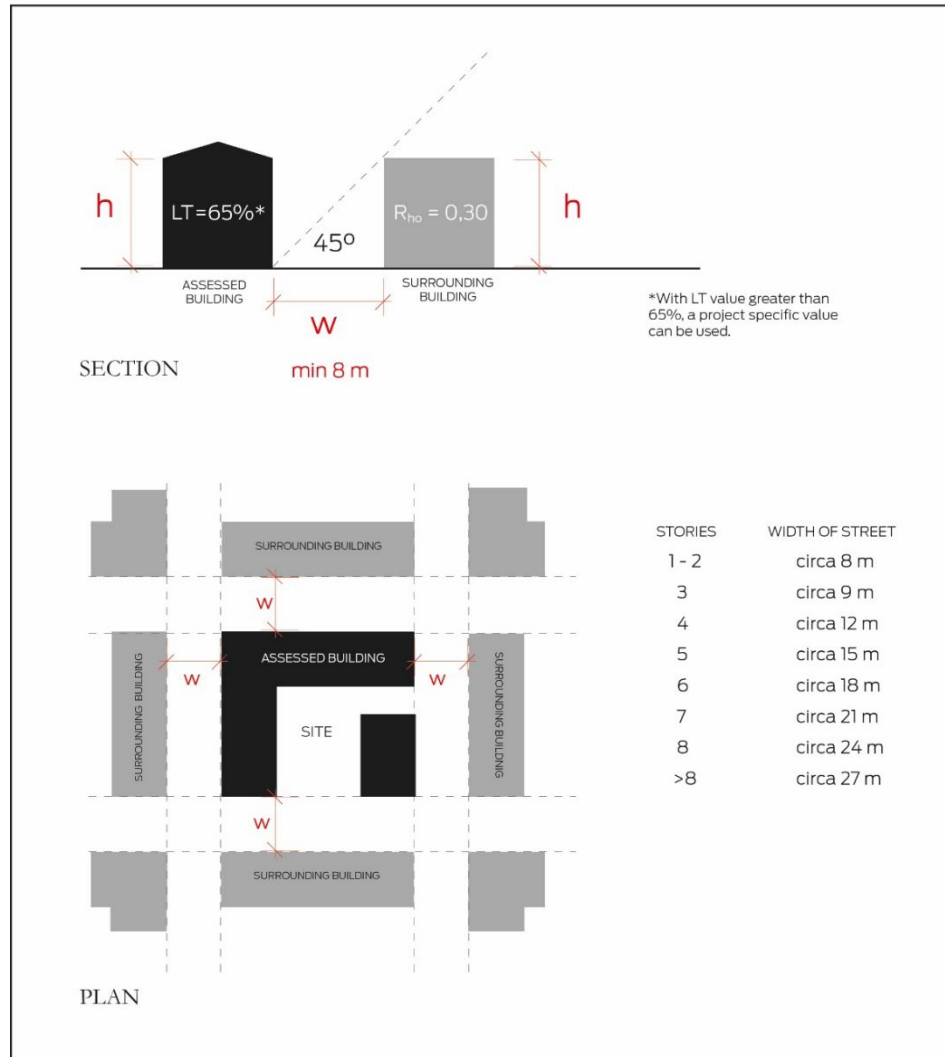 h
LT=65%*
45º
Rho = 0,30
h
ASSESSED
BUILDING
SURROUNDING
BUILDING
w
min 8 m
*With LT value greater than
65%, a project specific value
can be used.
SECTION
SURROUNDING BUILDING
w
SURROUNDING BUILDING
w
ASSESSED BUILDING
w
SURROUNDING BUILDNIG
SITE
w
SURROUNDING BUILDING
STORIES WIDTH OF STREET
1 - 2 circa 8 m
3 circa 9 m
4 circa 12 m
5 circa 15 m
6 circa 18 m
7 circa 21 m
8 circa 24 m
>8 circa 27 m
PLAN